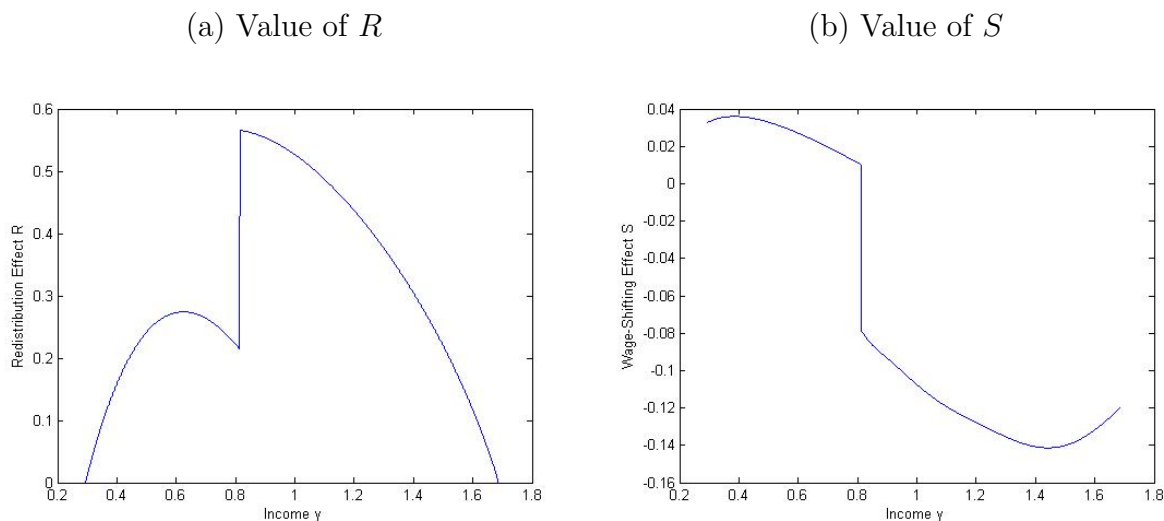 (a) Value of R
(b) Value of S
0.6
0.5
0.4
0.3
0.2
0.1
0
Redistribution Effect R
0.2 0.4 0.6 0.8 1 1.2 1.4 1.6 1.8
Income y
0.04
0.02
0
-0.02
-0.04
-0.06
-0.08
-0.1
-0.12
-0.14
-0.16
Wage-Shifting Effect S
0.2 0.4 0.6 0.8 1 1.2 1.4 1.6 1.8
Income y